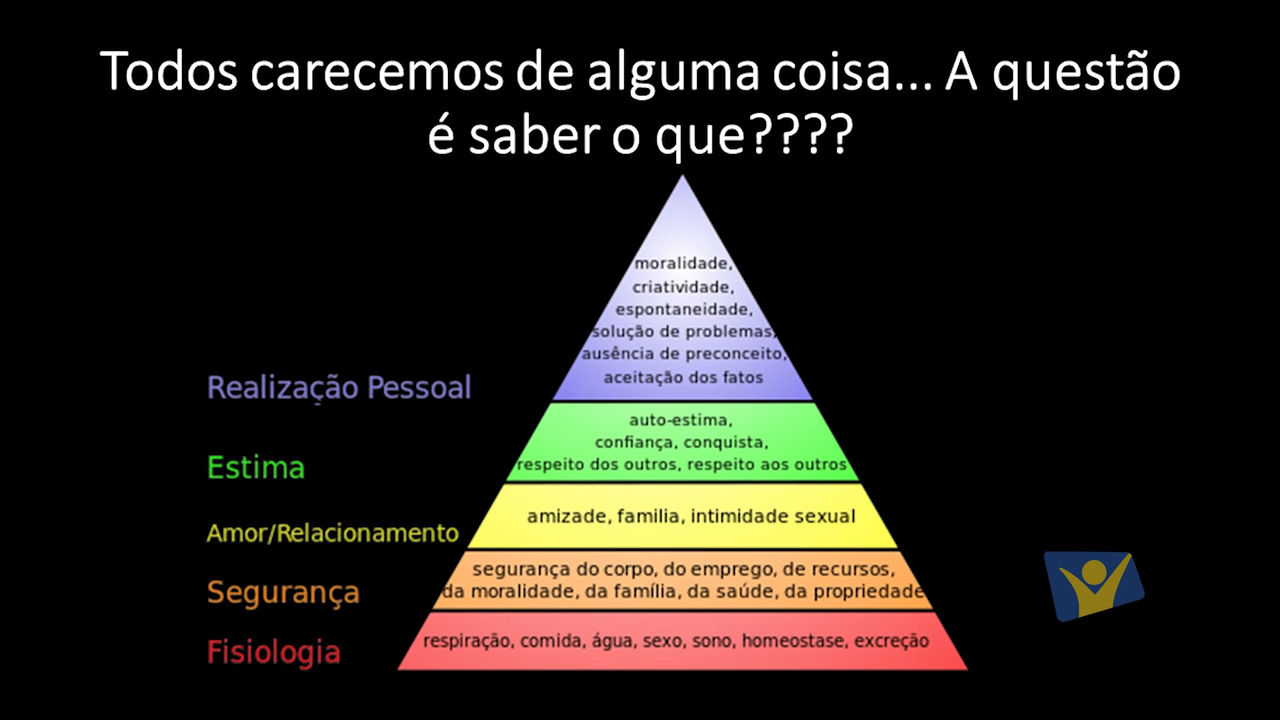 Todos carecemos de alguma coisa... A questão
é saber o que????
moralidade,
criatividade,
espontaneidade,
solução de problemas,
ausência de preconceito,
aceitação dos fatos
Realização Pessoal
auto-estima,
confiança, conquista,
respeito dos outros, respeito aos outros
Estima
amizade, familia, intimidade sexual
Amor/Relacionamento
segurança do corpo, do emprego, de recursos,
da moralidade, da família, da saúde, da propriedade
Segurança
respiração, comida, água, sexo, sono, homeostase, excreção
Fisiologia